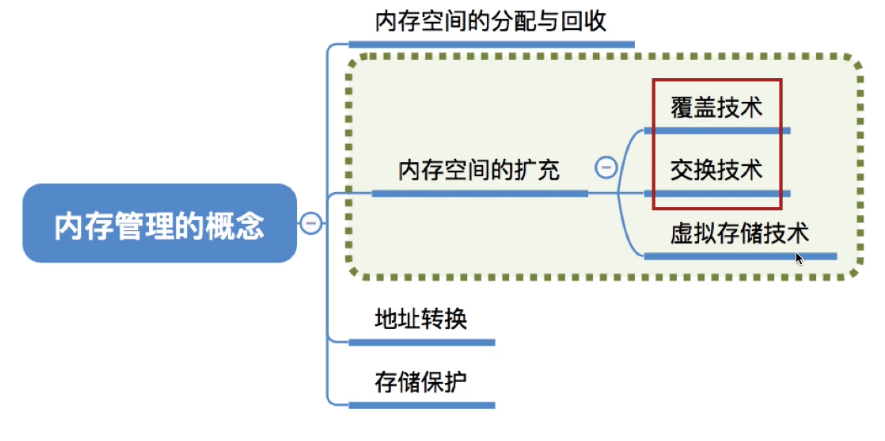 内存空间的分配与回收
覆盖技术
内存空间的扩充
交换技术
内存管理的概念
虚拟存储技术
地址转换
存储保护